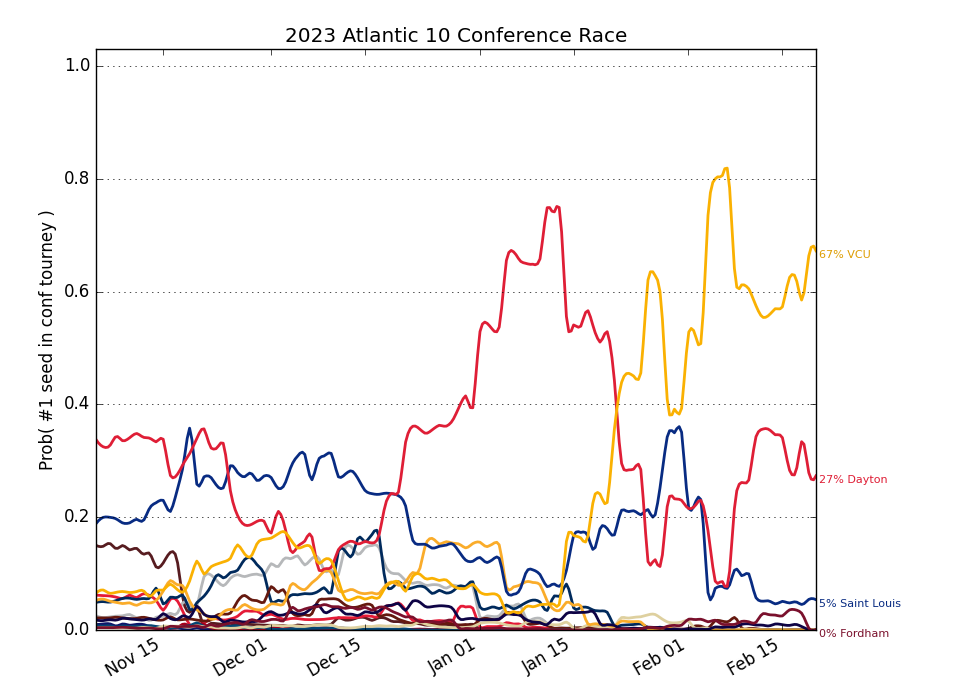 2023 Atlantic 10 Conference Race
Prob( #1 seed in conf tourney )
1.0
0.8
0.6
0.4
0.2
0.0
67% VCU
27% Dayton
5% Saint Louis
0% Fordham
Nov 15
Dec 01
Dec 15
Jan 01
Jan 15
Feb 01
Feb 15